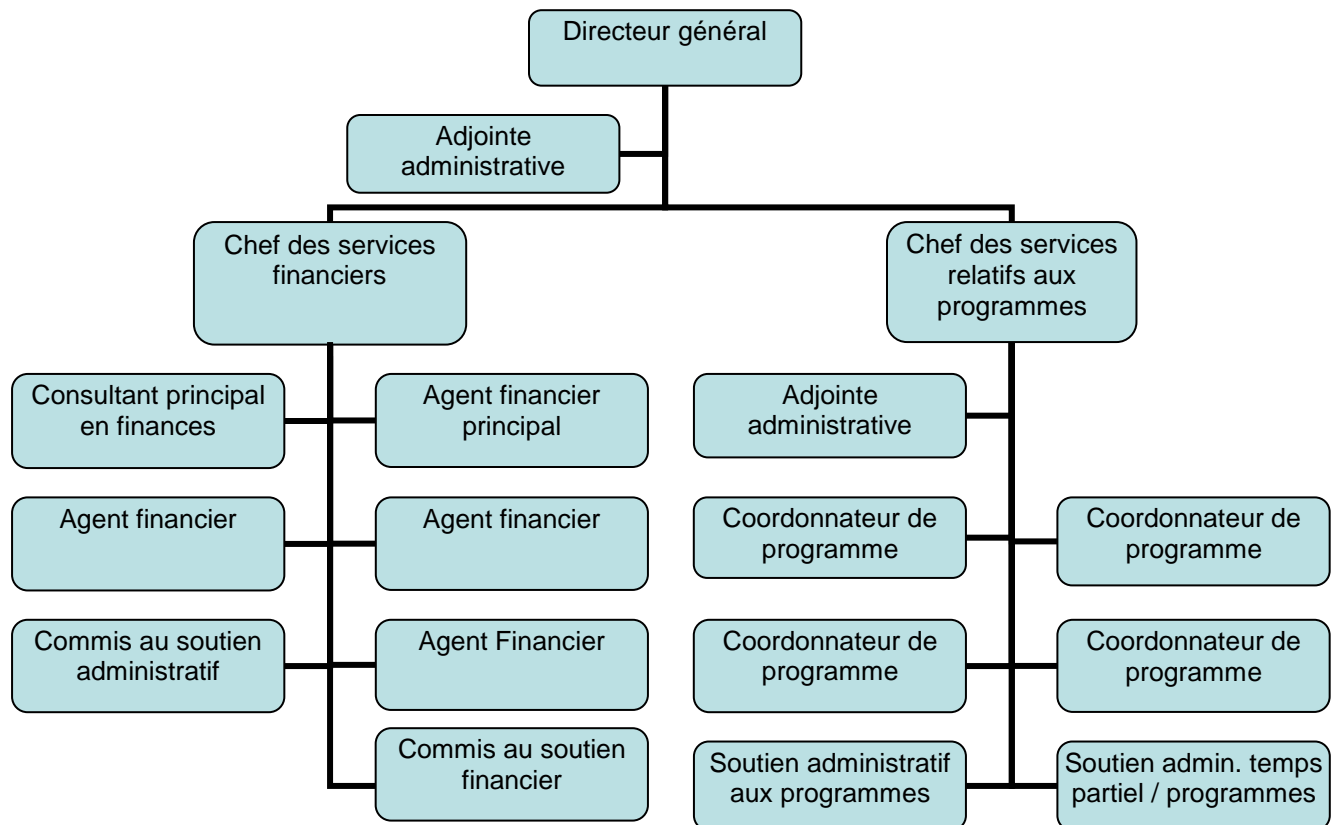 Directeur général
Adjointe
administrative
Chef des services
financiers
Chef des services
relatifs aux
programmes
Consultant principal
en finances
Agent financier
principal
Adjointe
administrative
Agent financier
Agent financier
Coordonnateur de
programme
Coordonnateur de
programme
Commis au soutien
administratif
Agent Financier
Coordonnateur de
programme
Coordonnateur de
programme
Commis au soutien
financier
Soutien administratif
aux programmes
Soutien admin. temps
partiel / programmes